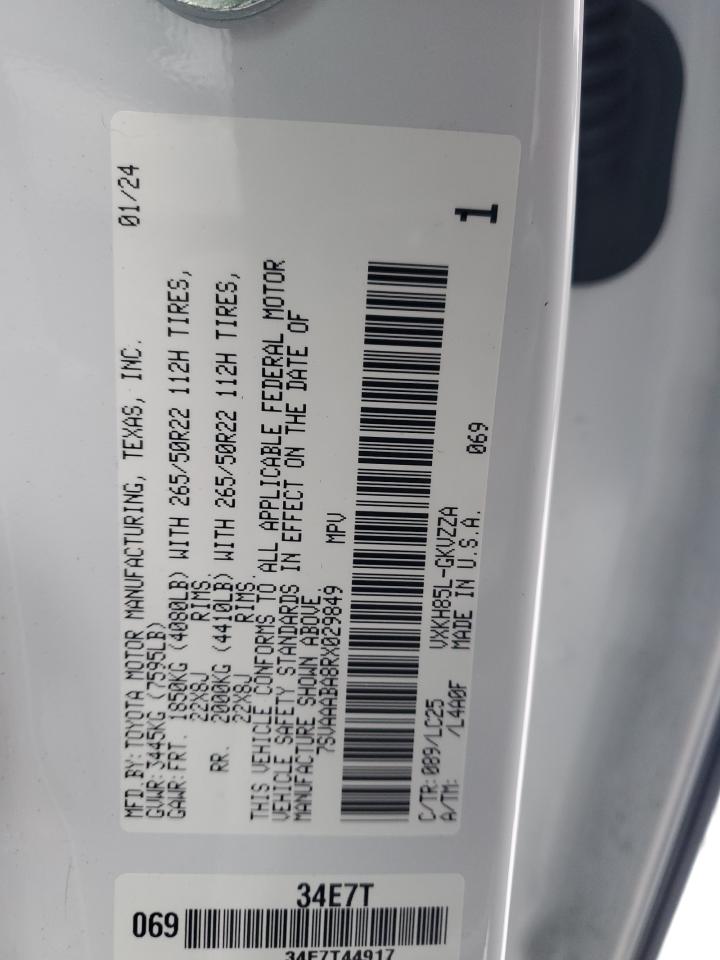 MFD.BY:TOYOTA MOTOR MANUFACTURING, TEXAS, INC. 01/24
GVWR:3445KG (7595LB)
GAWR:FRT. 1850KG (4080LB) WITH 265/50R22 112H TIRES,
22X8J RIMS.
RR. 2000KG (4410LB) WITH 265/50R22 112H TIRES,
22X8J RIMS.
THIS VEHICLE CONFORMS TO ALL APPLICABLE FEDERAL MOTOR
VEHICLE SAFETY STANDARDS IN EFFECT ON THE DATE OF
MANUFACTURE SHOWN ABOVE.
7SVAAABA8RX029849 MPV
C/TR:089/LC25 VXKH85L-GKVZZA
A/TM: /L4A0F MADE IN U.S.A. 069
1
34E7T
069
34E7T44917